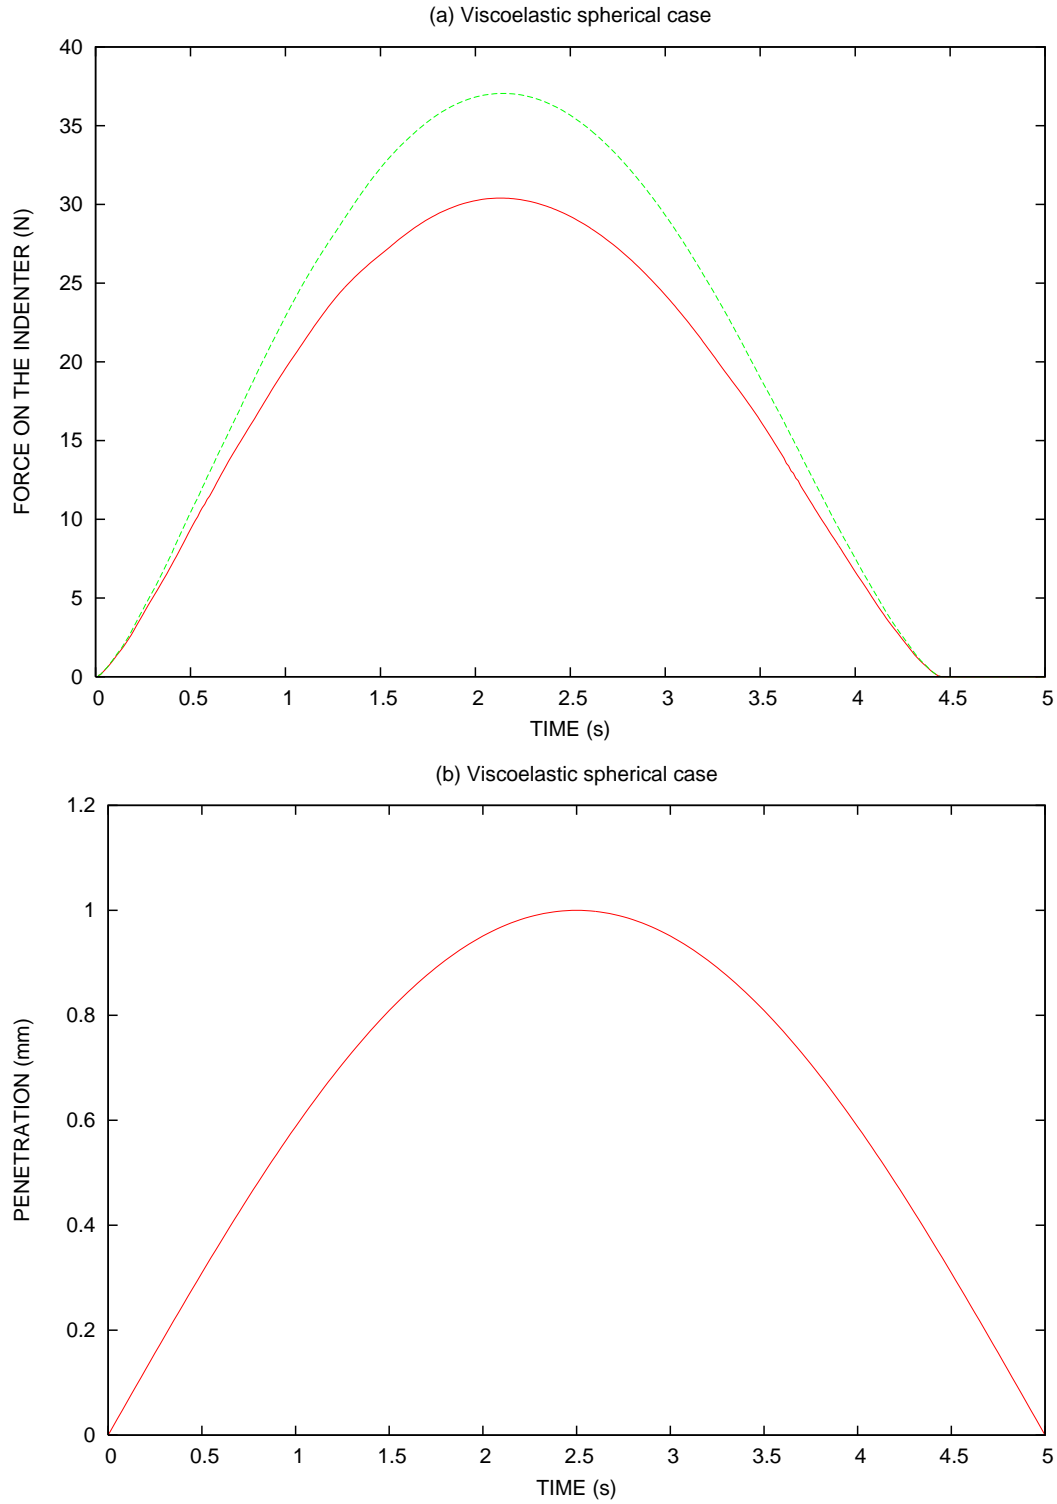 (a) Viscoelastic spherical case
40
35
30
25
20
15
10
5
0
FORCE ON THE INDENTER (N)
0 0.5 1 1.5 2 2.5 3 3.5 4 4.5 5
TIME (s)
(b) Viscoelastic spherical case
1.2
1
0.8
0.6
0.4
0.2
0
PENETRATION (mm)
0 0.5 1 1.5 2 2.5 3 3.5 4 4.5 5
TIME (s)